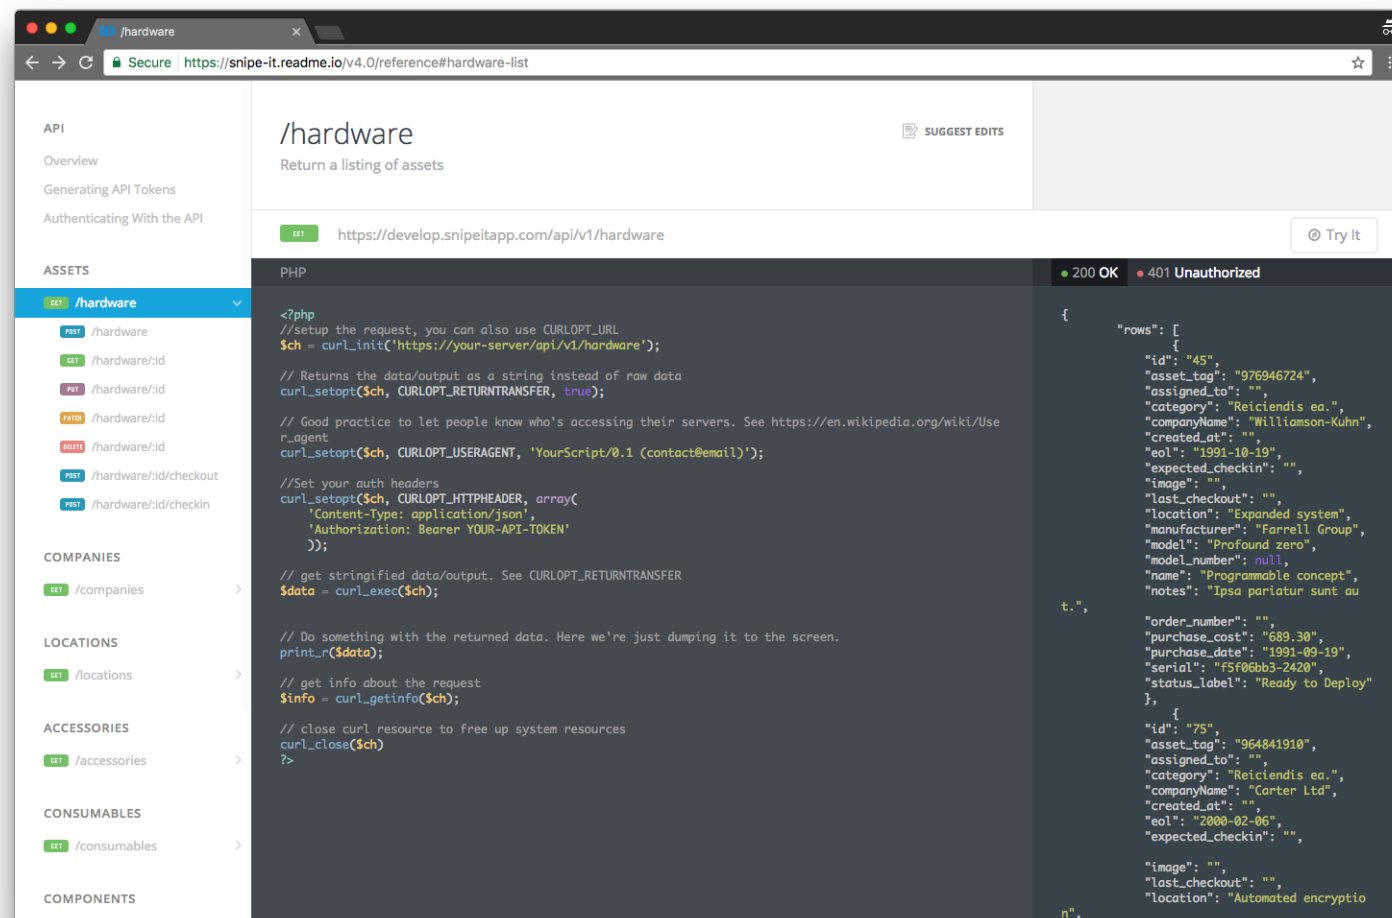 /hardware
Secure https://snipe-it.readme.io/v4.0/reference#hardware-list
API
Overview
Generating API Tokens
Authenticating With the API
ASSETS
GET /hardware
POST /hardware
GET /hardware/:id
PUT /hardware/:id
PATCH /hardware/:id
DELETE /hardware/:id
POST /hardware/:id/checkout
POST /hardware/:id/checkin
COMPANIES
GET /companies
LOCATIONS
GET /locations
ACCESSORIES
GET /accessories
CONSUMABLES
GET /consumables
COMPONENTS
/hardware
SUGGEST EDITS
Return a listing of assets
GET https://develop.snipeitapp.com/api/v1/hardware
Try It
PHP
<?php
//setup the request, you can also use CURLOPT_URL
$ch = curl_init('https://your-server/api/v1/hardware');
// Returns the data/output as a string instead of raw data
curl_setopt($ch, CURLOPT_RETURNTRANSFER, true);
// Good practice to let people know who's accessing their servers. See https://en.wikipedia.org/wiki/Use
r_agent
curl_setopt($ch, CURLOPT_USERAGENT, 'YourScript/0.1 (contact@email)');
//Set your auth headers
curl_setopt($ch, CURLOPT_HTTPHEADER, array(
'Content-Type: application/json',
'Authorization: Bearer YOUR-API-TOKEN'
));
// get stringified data/output. See CURLOPT_RETURNTRANSFER
$data = curl_exec($ch);
// Do something with the returned data. Here we're just dumping it to the screen.
print_r($data);
// get info about the request
$info = curl_getinfo($ch);
// close curl resource to free up system resources
curl_close($ch)
?>
200 OK 401 Unauthorized
{
"rows": [
{
"id": "45",
"asset_tag": "976946724",
"assigned_to": "",
"category": "Reiciendis ea.",
"companyName": "Williamson-Kuhn",
"created_at": "",
"eol": "1991-10-19",
"expected_checkin": "",
"image": "",
"last_checkout": "",
"location": "Expanded system",
"manufacturer": "Farrell Group",
"model": "Profound zero",
"model_number": null,
"name": "Programmable concept",
"notes": "Ipsa pariatur sunt au
t.",
"order_number": "",
"purchase_cost": "689.30",
"purchase_date": "1991-09-19",
"serial": "f5f06bb3-2420",
"status_label": "Ready to Deploy"
},
{
"id": "75",
"asset_tag": "964841910",
"assigned_to": "",
"category": "Reiciendis ea.",
"companyName": "Carter Ltd",
"created_at": "",
"eol": "2000-02-06",
"expected_checkin": "",
"image": "",
"last_checkout": "",
"location": "Automated encryptio
n",